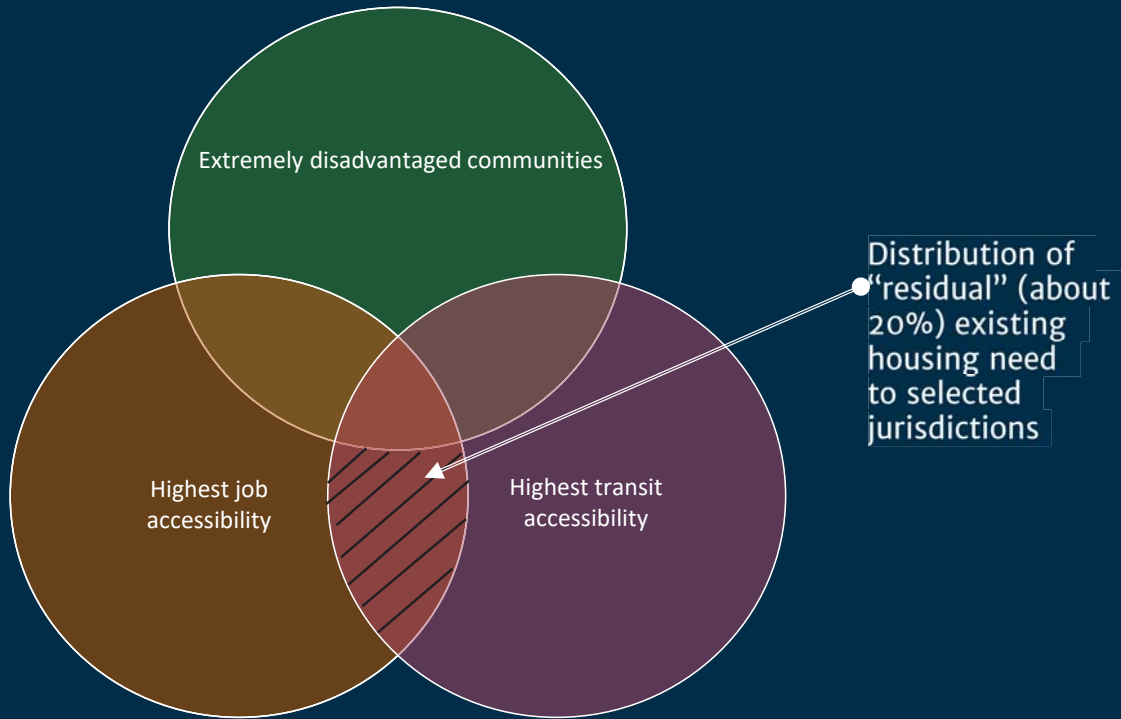 Extremely disadvantaged communities
Distribution of
“residual” (about
20%) existing
housing need
to selected
jurisdictions
Highest job
accessibility
Highest transit
accessibility